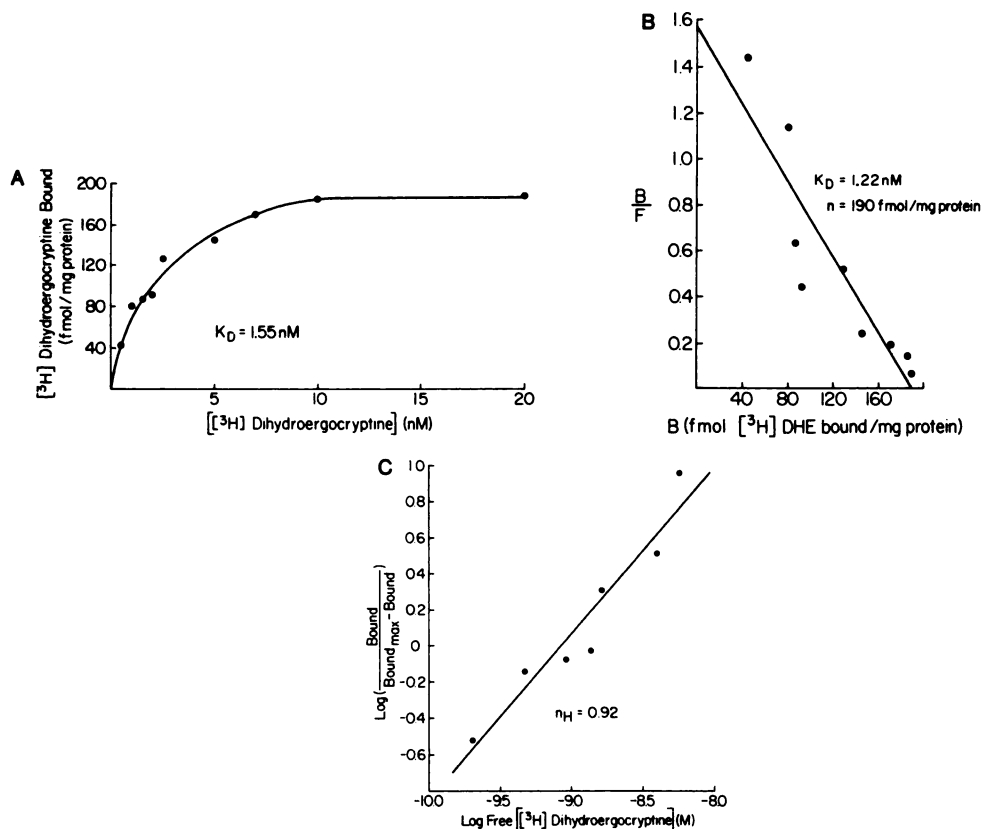 A
[³H] Dihydroergocryptine Bound
(fmol/mg protein)
200
160
120
80
40
K_D = 1.55 nM
5
10
15
20
[[³H] Dihydroergocryptine] (nM)
B
1.6
1.4
1.2
1.0
0.8
0.6
0.4
0.2
B
F
K_D = 1.22 nM
n = 190 fmol/mg protein
40
80
120
160
B (fmol [³H] DHE bound/mg protein)
C
1.0
0.8
0.6
0.4
0.2
0
-0.2
-0.4
-0.6
Log(Bound
Bound_max - Bound)
n_H = 0.92
-10.0
-9.5
-9.0
-8.5
-8.0
Log Free [[³H] Dihydroergocryptine] (M)